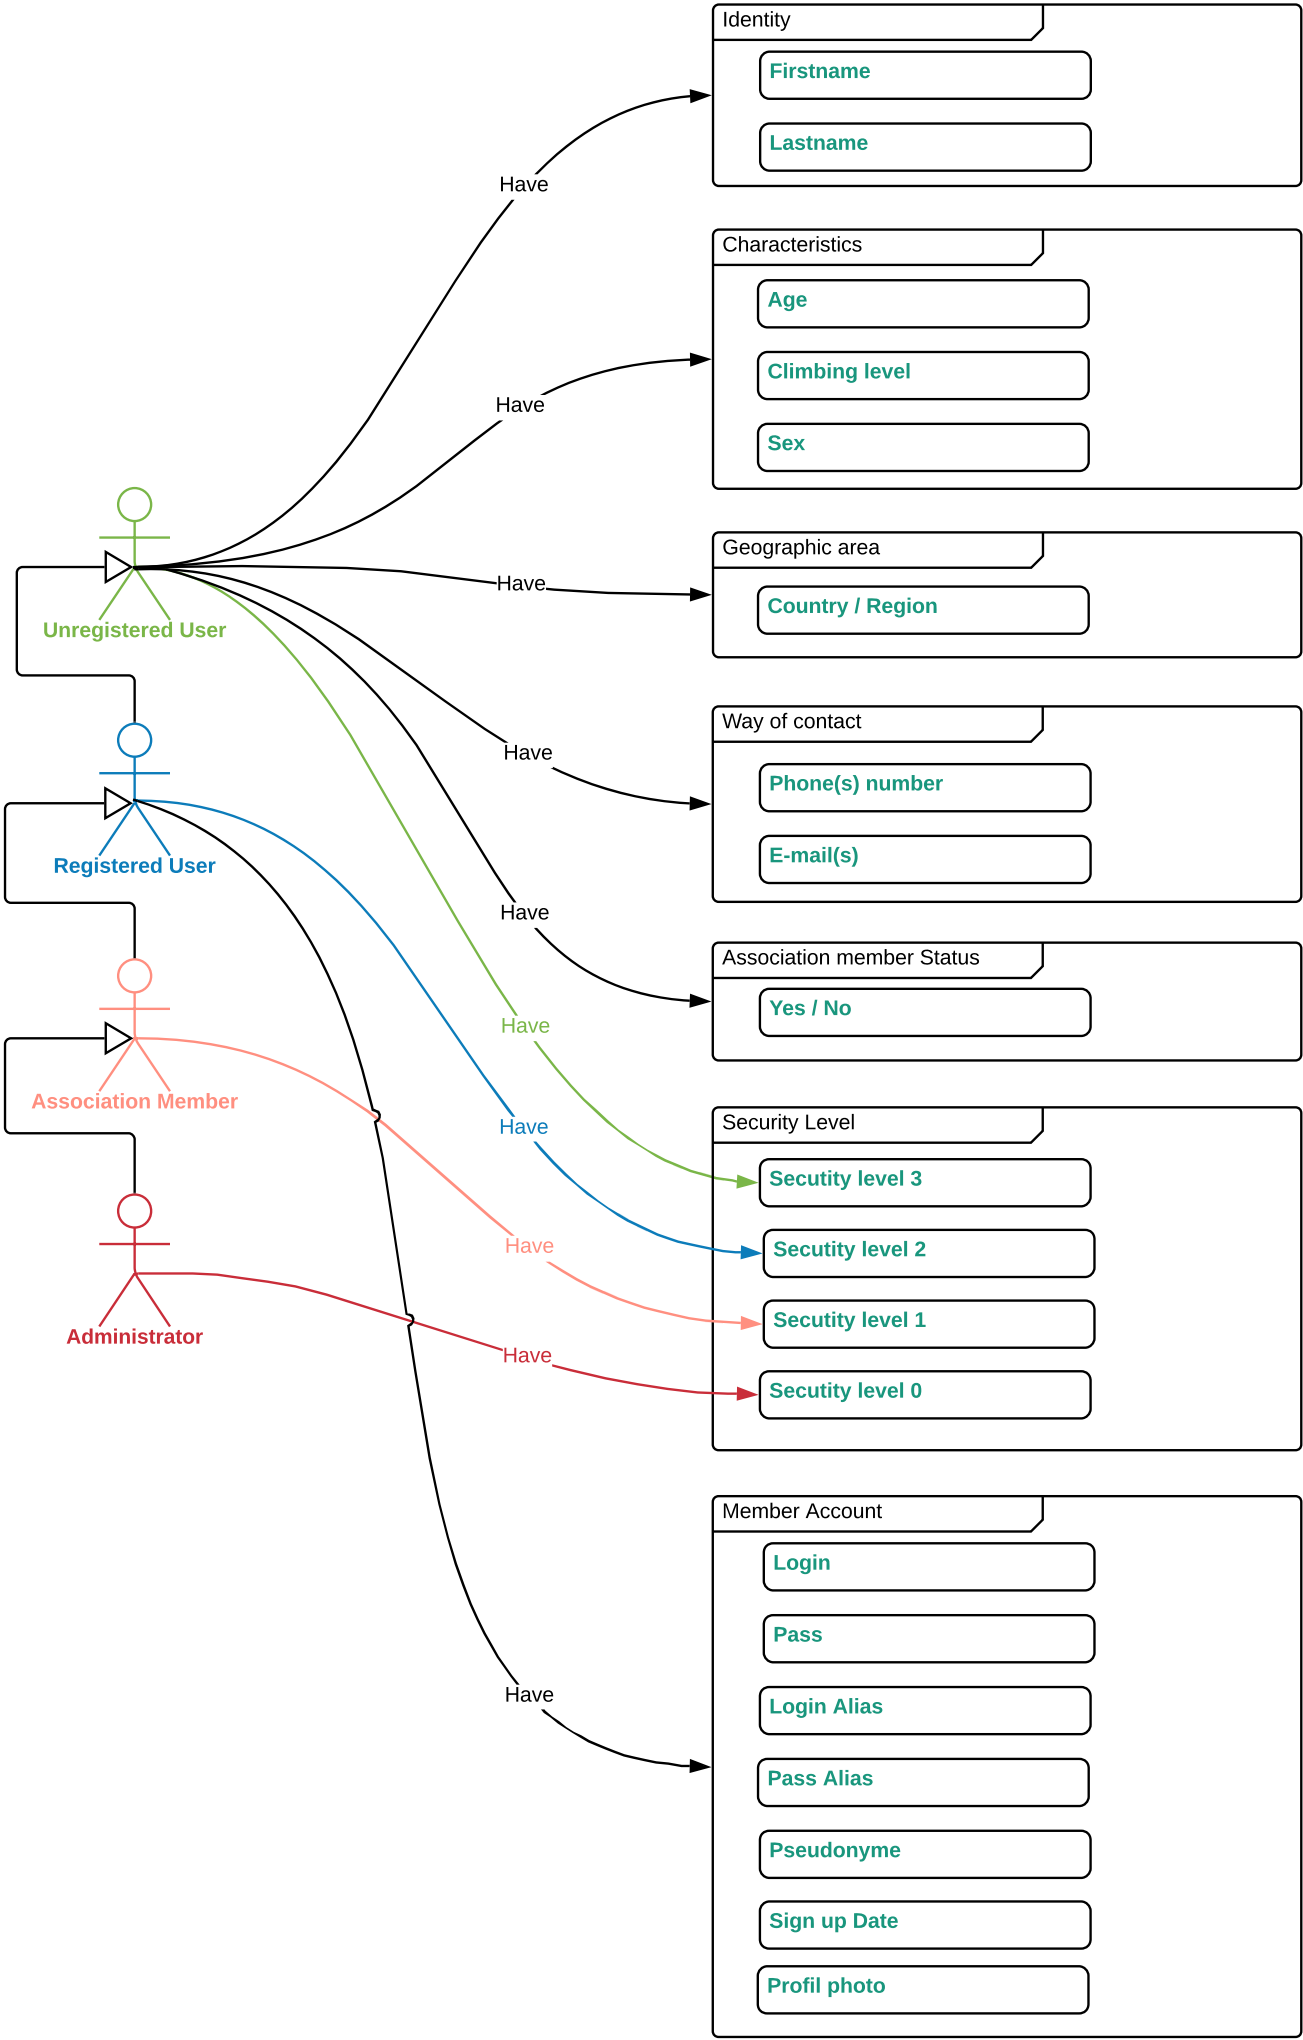 Identity
Firstname
Lastname
Have
Characteristics
Age
Climbing level
Sex
Have
Geographic area
Country / Region
Have
Unregistered User
Way of contact
Phone(s) number
E-mail(s)
Have
Registered User
Association member Status
Yes / No
Have
Have
Association Member
Security Level
Secutity level 3
Have
Secutity level 2
Have
Secutity level 1
Administrator
Have
Secutity level 0
Member Account
Login
Pass
Login Alias
Have
Pass Alias
Pseudonyme
Sign up Date
Profil photo